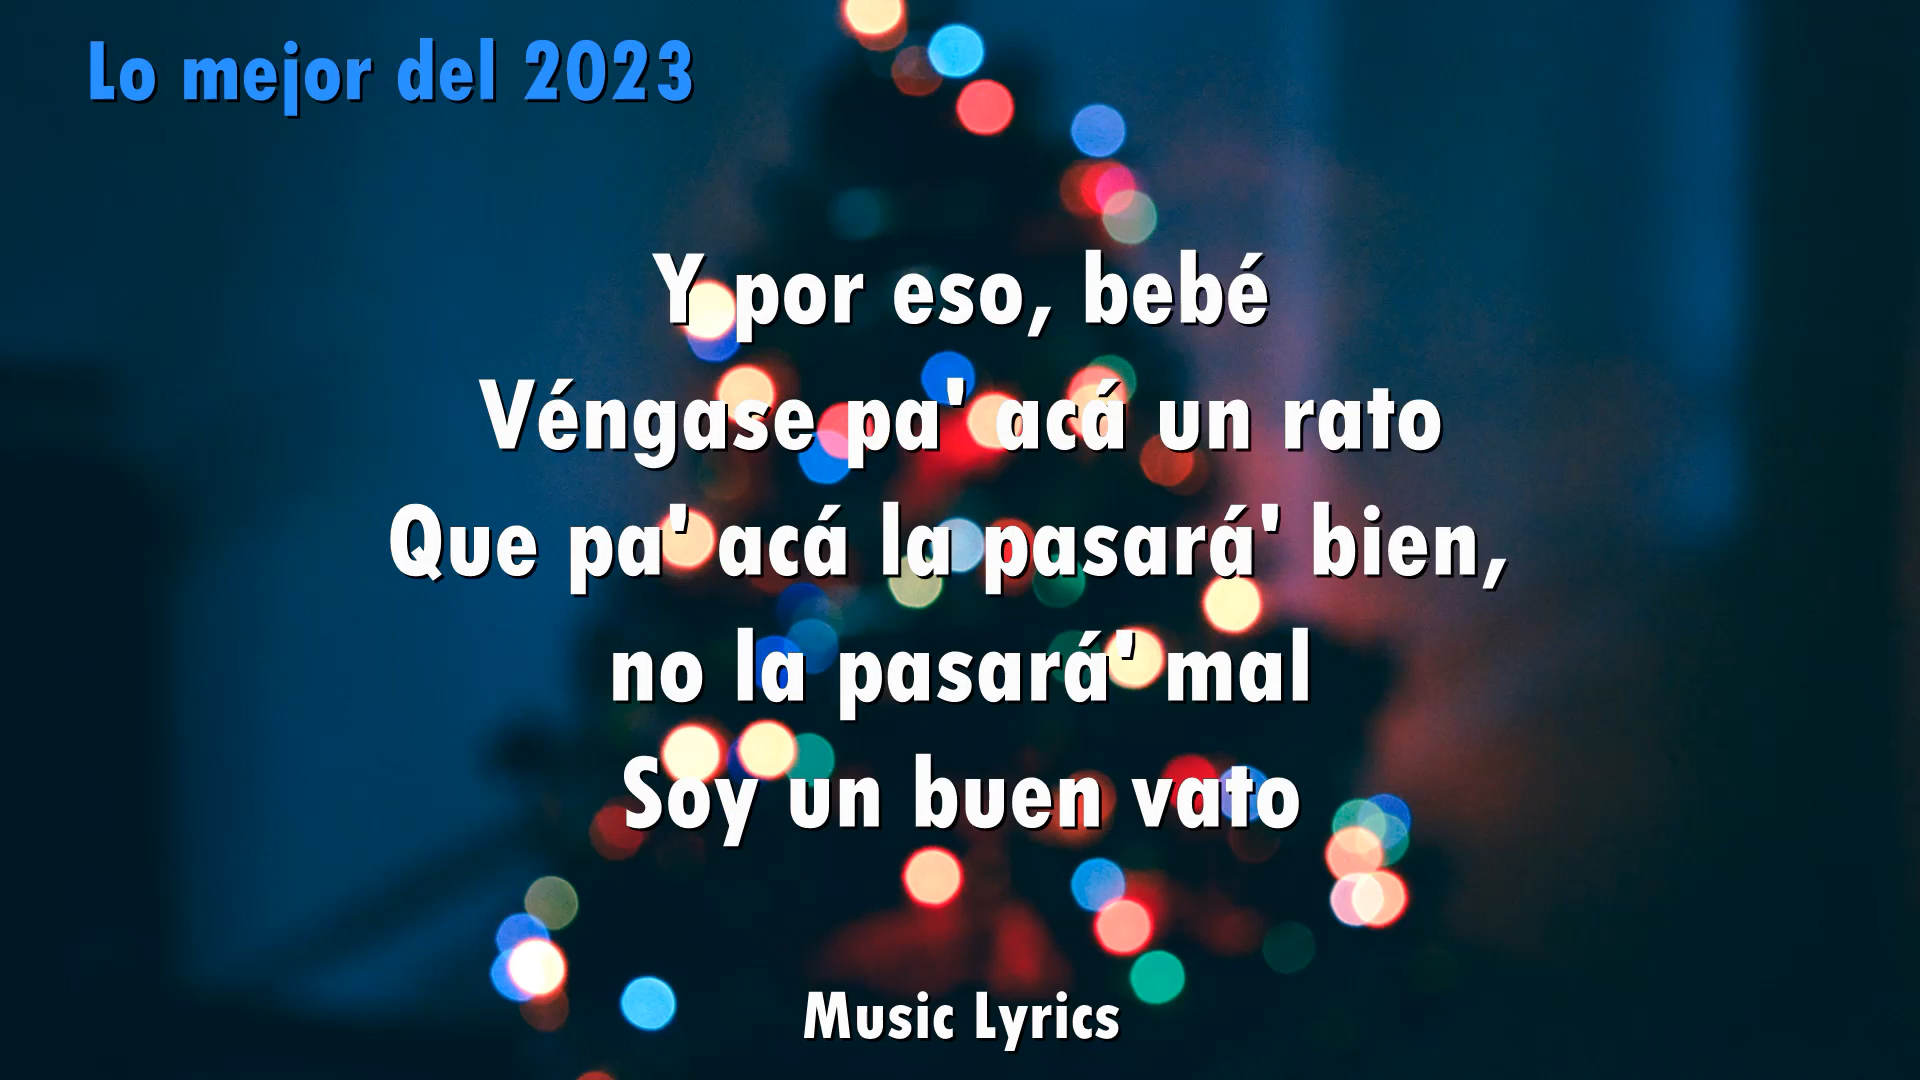 Lo mejor del 2023
Y por eso, bebé
Véngase pa' acá un rato
Que pa' acá la pasará' bien,
no la pasará' mal
Soy un buen vato
Music Lyrics